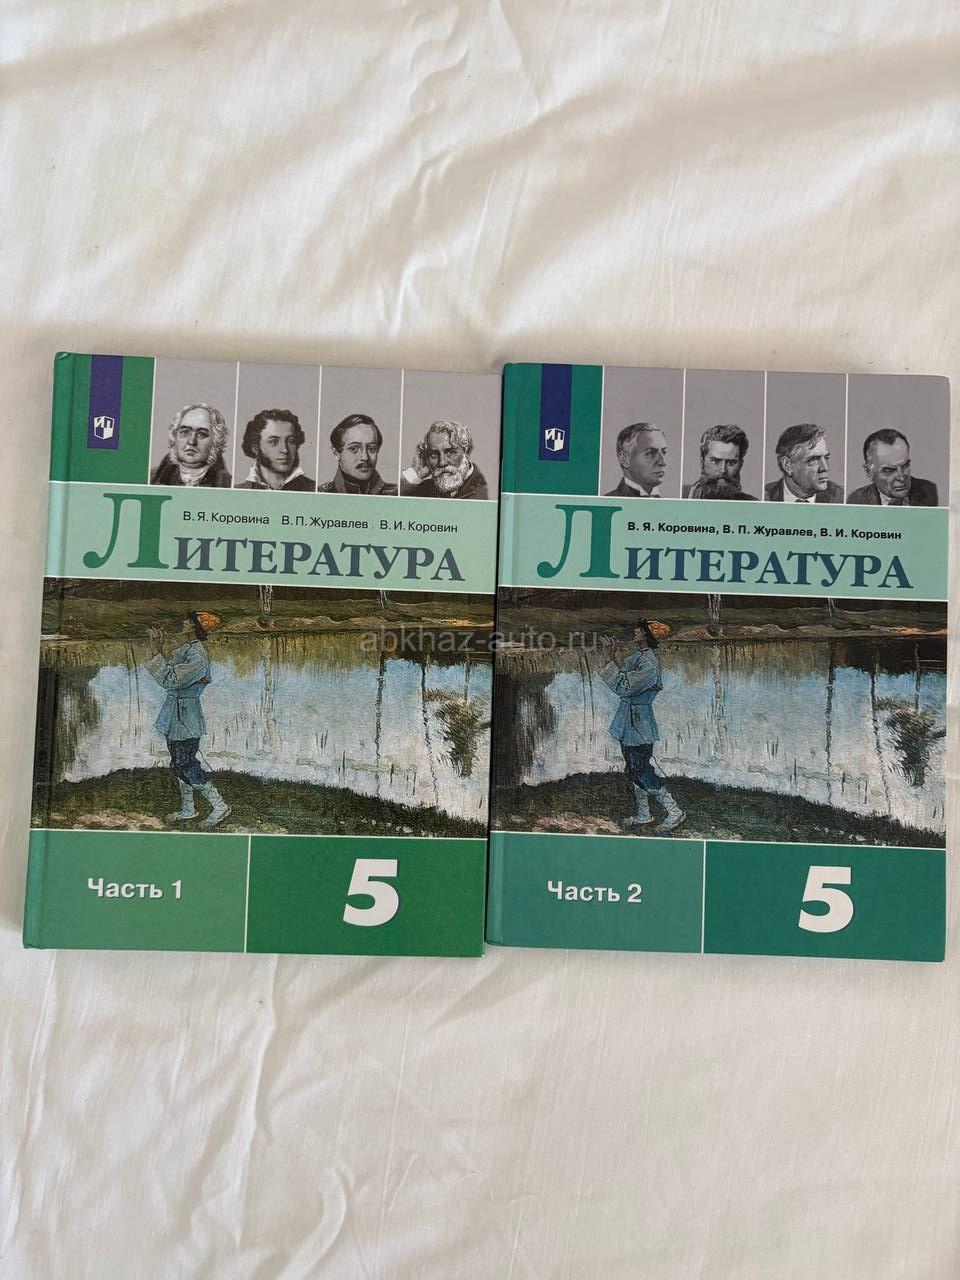 В. Я. Коровина В. П. Журавлев В. И. Коровин
ЛИТЕРАТУРА
Часть 1
5
В. Я. Коровина, В. П. Журавлев, В. И. Коровин
ЛИТЕРАТУРА
Часть 2
5
abkhaz-auto.ru